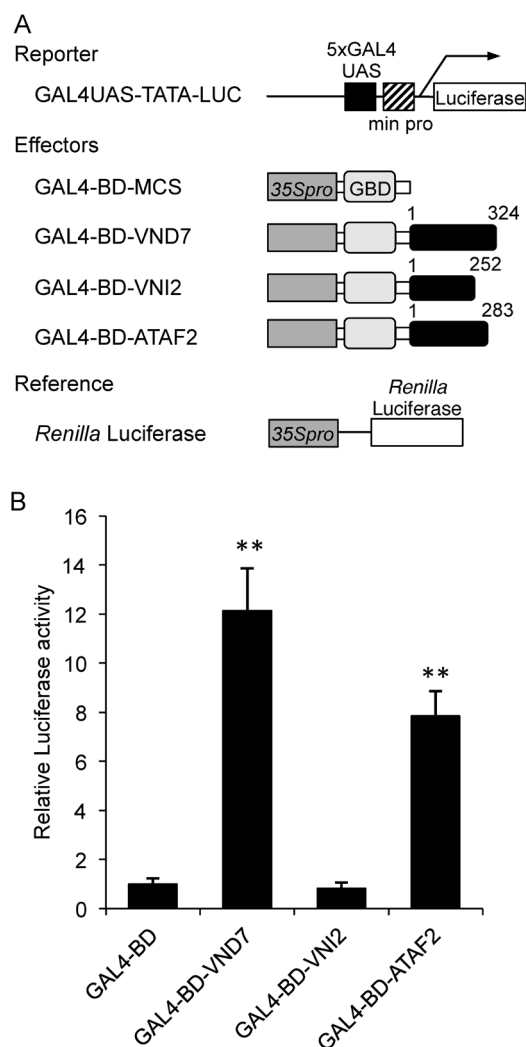 A
Reporter
5xGAL4
UAS
GAL4UAS-TATA-LUC
Luciferase
min pro
Effectors
GAL4-BD-MCS
35Spro
GBD
1
324
GAL4-BD-VND7
1
252
GAL4-BD-VNI2
1
283
GAL4-BD-ATAF2
Reference
Renilla
Luciferase
Renilla Luciferase
35Spro
B
Relative Luciferase activity
16
14
12
10
8
6
4
2
0
**
**
GAL4-BD
GAL4-BD-VND7
GAL4-BD-VNI2
GAL4-BD-ATAF2